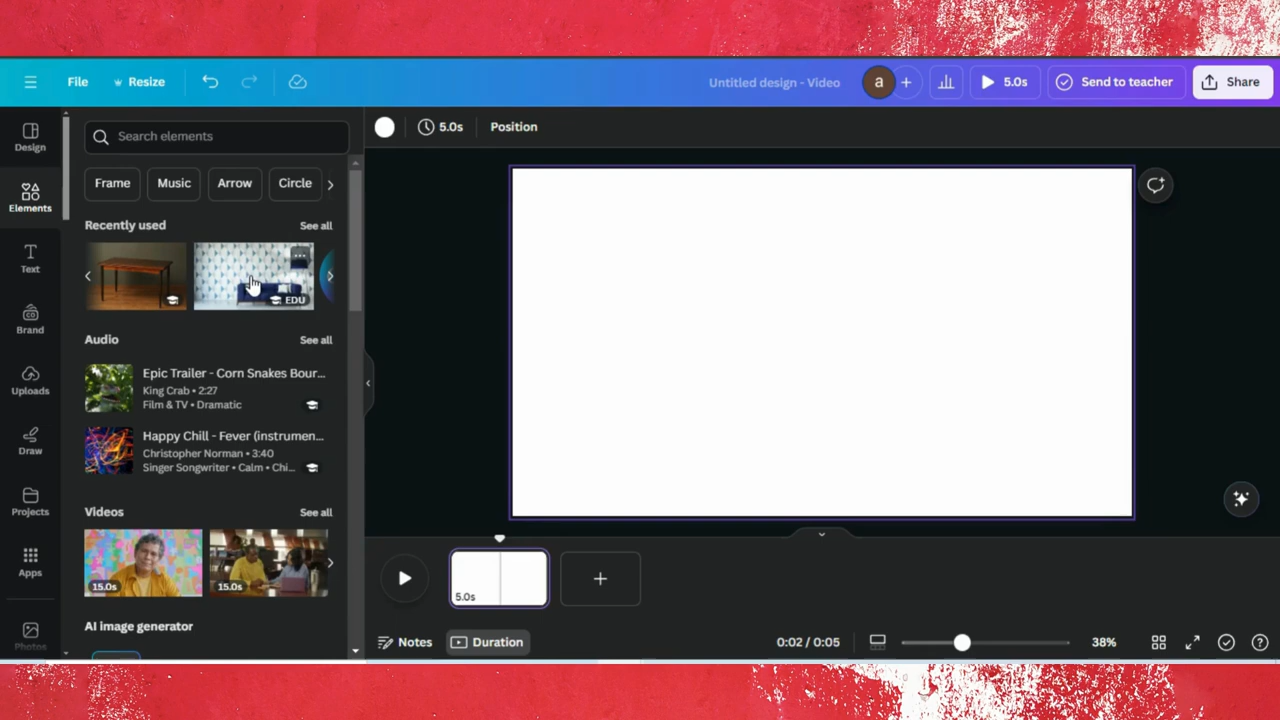 File
Resize
Untitled design - Video
a
+
5.0s
Send to teacher
Share
Design
Elements
Text
Brand
Uploads
Draw
Projects
Apps
Photos
Search elements
Frame
Music
Arrow
Circle
Recently used
See all
EDU
Audio
See all
Epic Trailer - Corn Snakes Bour...
King Crab • 2:27
Film & TV • Dramatic
Happy Chill - Fever (instrumen...
Christopher Norman • 3:40
Singer Songwriter • Calm • Chi...
Videos
See all
15.0s
15.0s
AI image generator
5.0s
Position
5.0s
+
Notes
Duration
0:02 / 0:05
38%